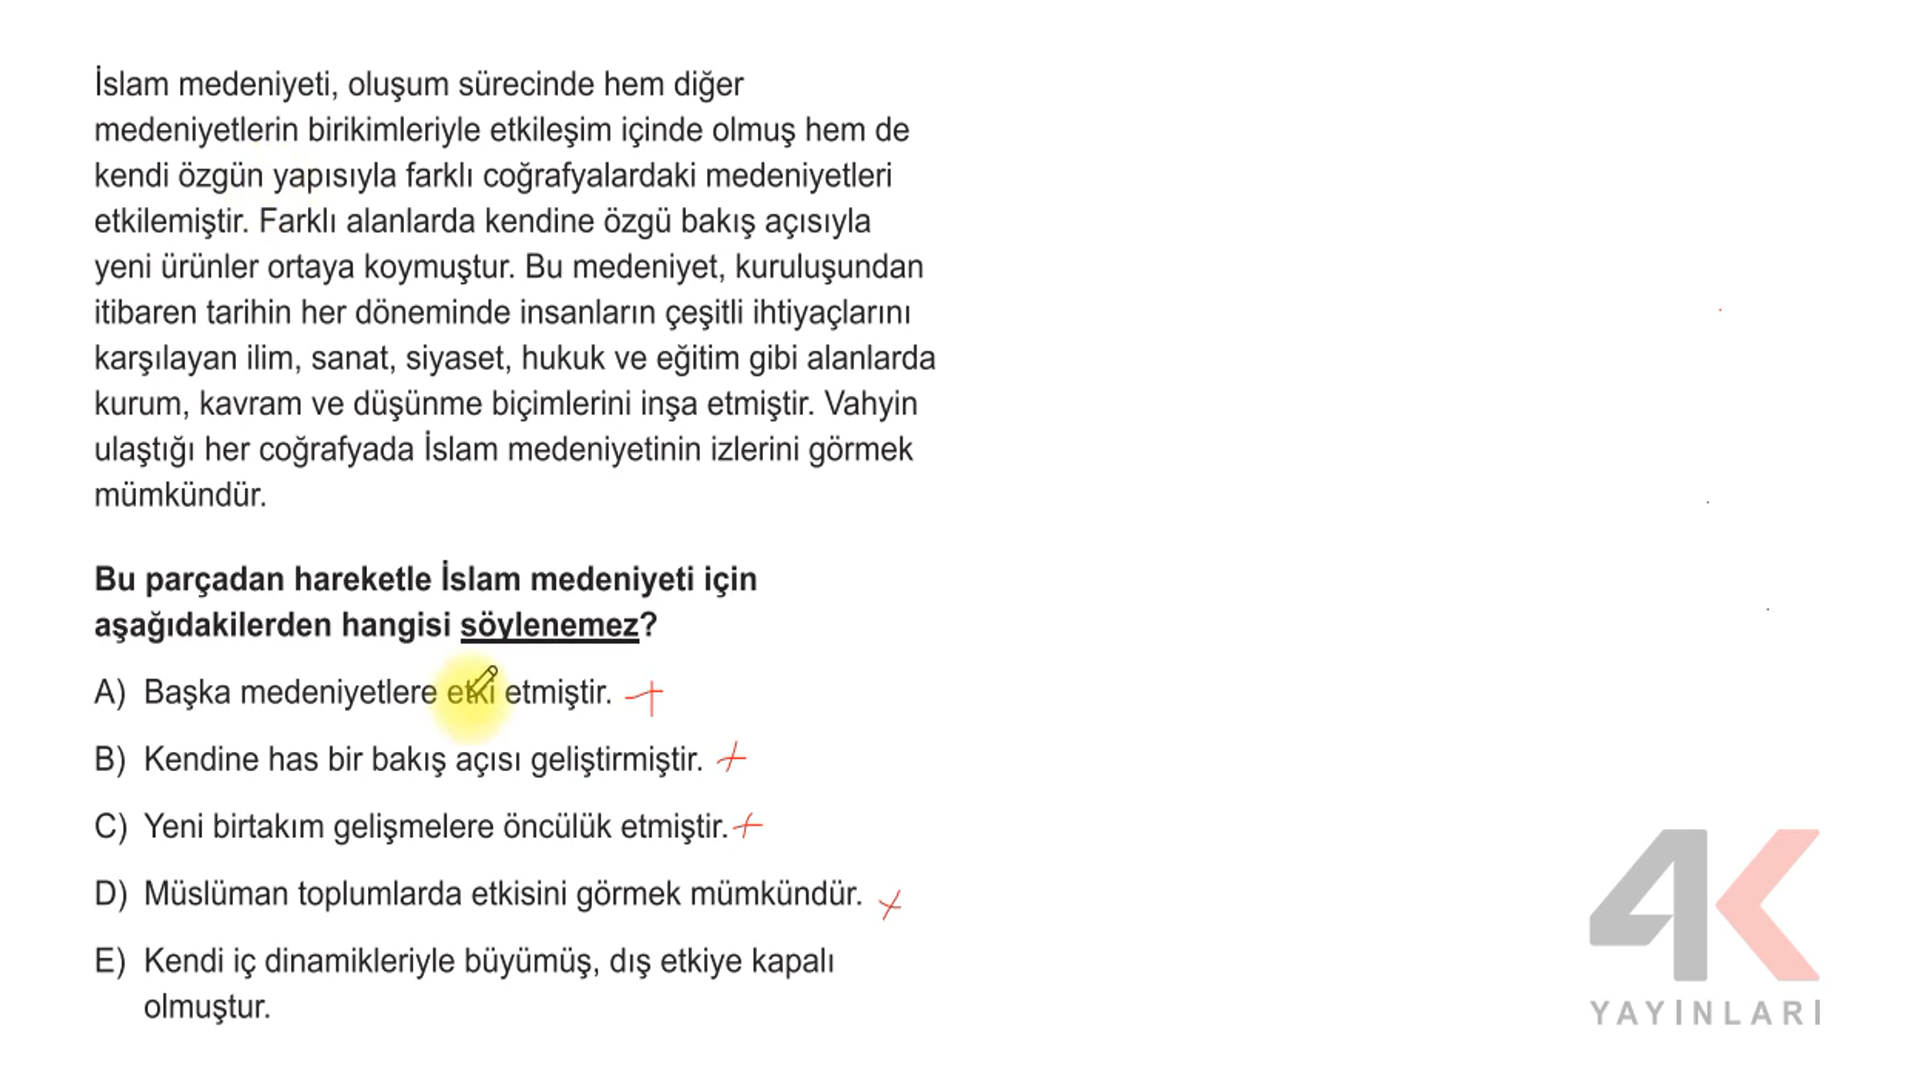 İslam medeniyeti, oluşum sürecinde hem diğer
medeniyetlerin birikimleriyle etkileşim içinde olmuş hem de
kendi özgün yapısıyla farklı coğrafyalardaki medeniyetleri
etkilemiştir. Farklı alanlarda kendine özgü bakış açısıyla
yeni ürünler ortaya koymuştur. Bu medeniyet, kuruluşundan
itibaren tarihin her döneminde insanların çeşitli ihtiyaçlarını
karşılayan ilim, sanat, siyaset, hukuk ve eğitim gibi alanlarda
kurum, kavram ve düşünme biçimlerini inşa etmiştir. Vahyin
ulaştığı her coğrafyada İslam medeniyetinin izlerini görmek
mümkündür.
Bu parçadan hareketle İslam medeniyeti için
aşağıdakilerden hangisi söylenemez?
A) Başka medeniyetlere etki etmiştir. +
B) Kendine has bir bakış açısı geliştirmiştir. +
C) Yeni birtakım gelişmelere öncülük etmiştir. +
D) Müslüman toplumlarda etkisini görmek mümkündür. +
E) Kendi iç dinamikleriyle büyümüş, dış etkiye kapalı
olmuştur.
4K
YAYINLARI